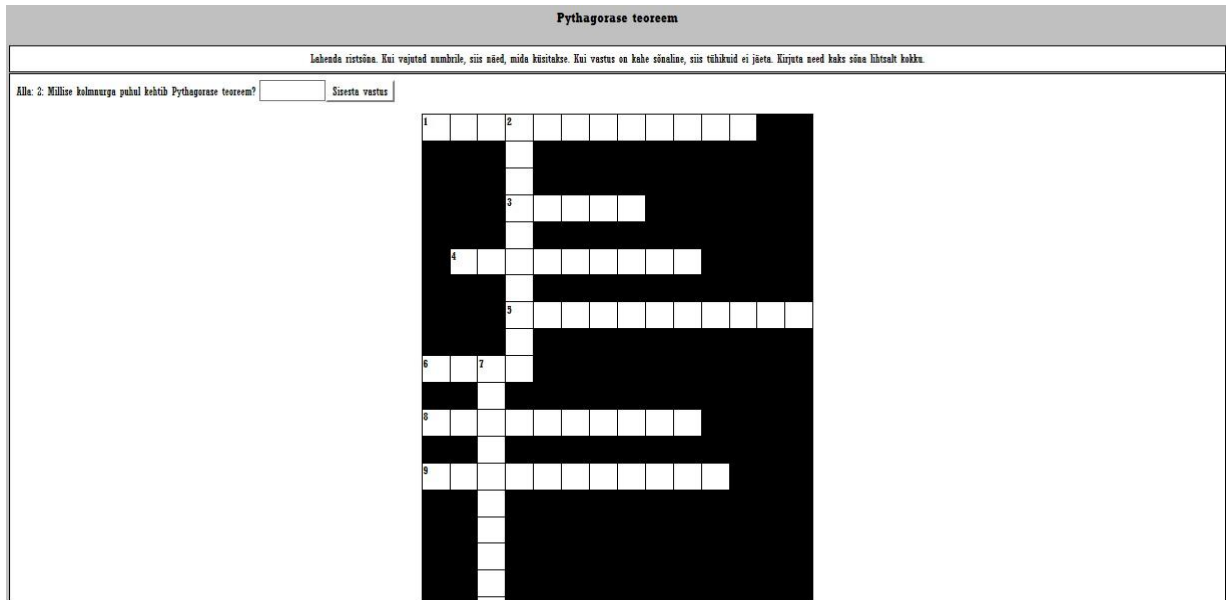 Pythagorase teoreem
Lahenda ristsõna. Kui vajutad numbrile, siis näed, mida küsitakse. Kui vastus on kahe sõnaline, siis tühikuid ei jäeta. Kirjuta need kaks sõna lihtsalt kokku.
Alla: 2: Millise kolmnurga puhul kehtib Pythagorase teoreem? Sisesta vastus
1 2
3
4
5
6 7
8
9